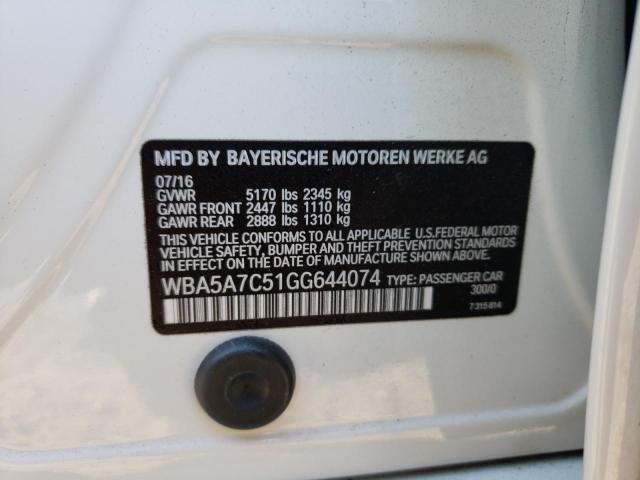 MFD BY BAYERISCHE MOTOREN WERKE AG
07/16
GVWR 5170 lbs 2345 kg
GAWR FRONT 2447 lbs 1110 kg
GAWR REAR 2888 lbs 1310 kg
THIS VEHICLE CONFORMS TO ALL APPLICABLE U.S.FEDERAL MOTOR
VEHICLE SAFETY, BUMPER AND THEFT PREVENTION STANDARDS
IN EFFECT ON THE DATE OF MANUFACTURE SHOWN ABOVE.
WBA5A7C51GG644074 TYPE: PASSENGER CAR
300/0
7 315 814